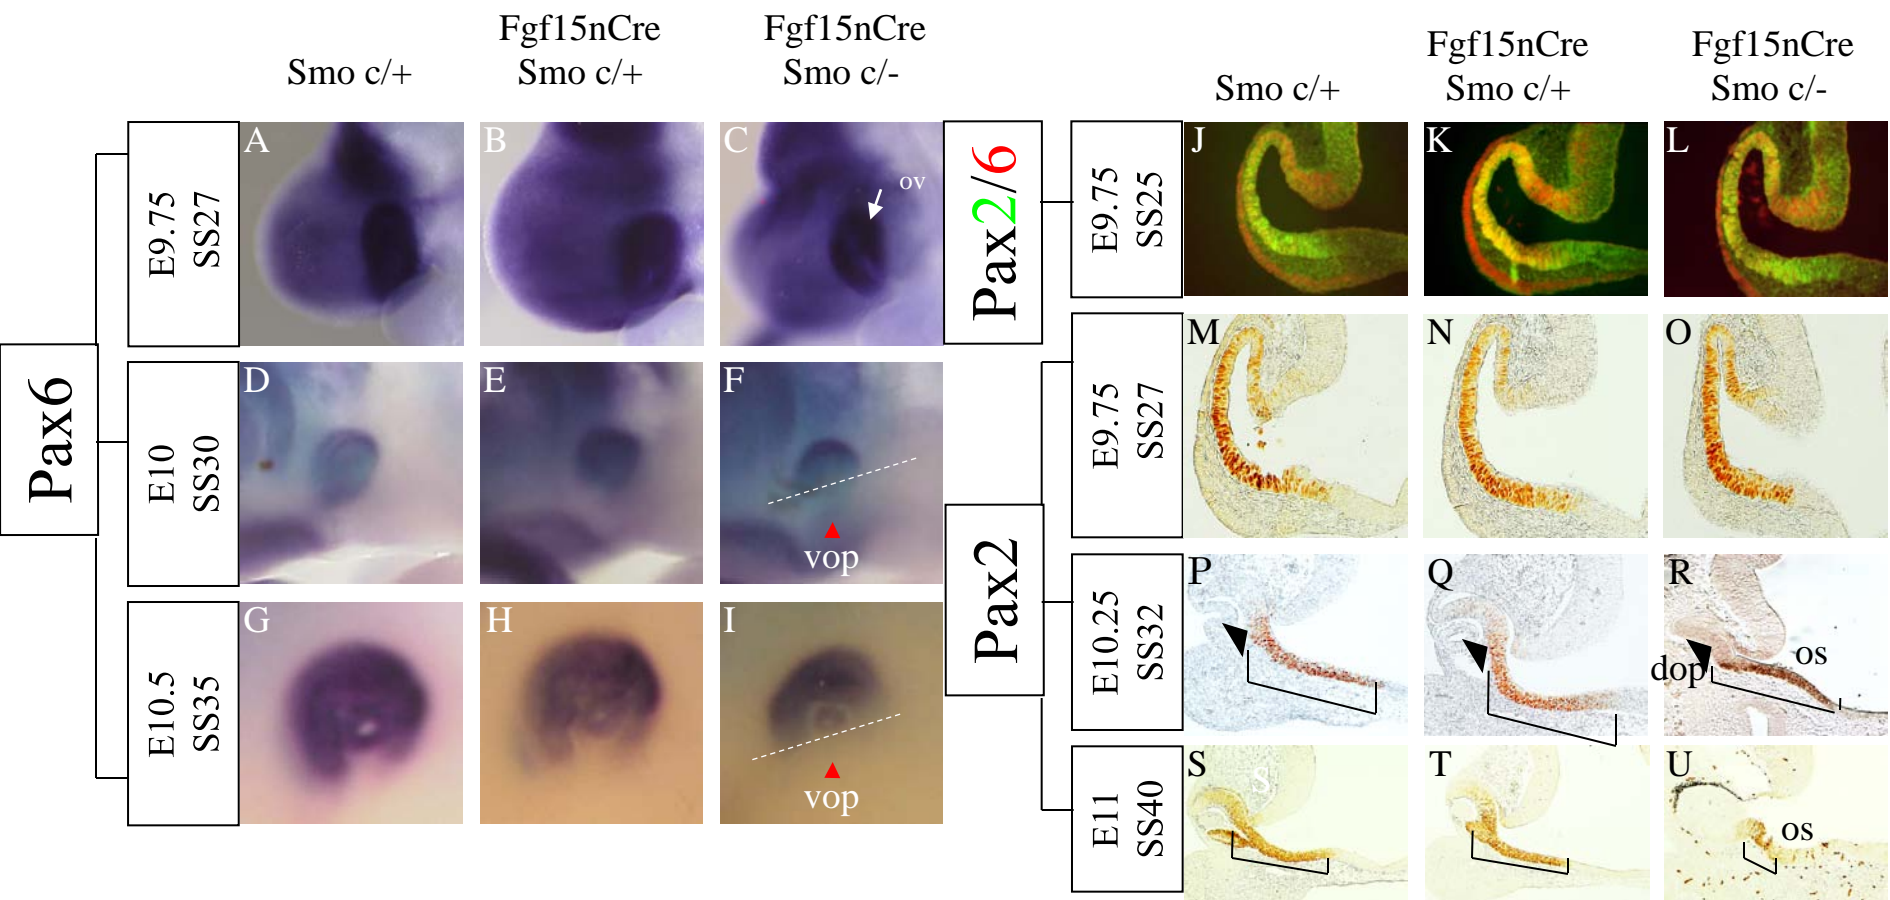 Fgf15nCre
Fgf15nCre
Smo c/+
Smo c/+
Smo c/-
Fgf15nCre
Fgf15nCre
Smo c/+
Smo c/+
Smo c/-
Pax6
E9.75
SS27
A
B
C
ov
E10
SS30
D
E
F
vop
E10.5
SS35
G
H
I
vop
Pax2/6
E9.75
SS25
J
K
L
Pax2
E9.75
SS27
M
N
O
E10.25
SS32
P
Q
R
dop
os
E11
SS40
S
S
T
U
os